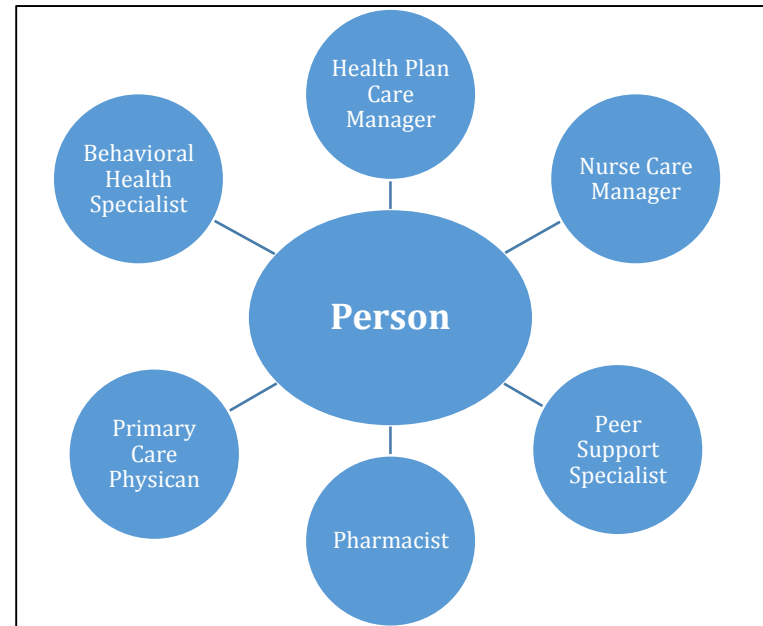 Health Plan
Care
Manager
Behavioral
Health
Specialist
Nurse Care
Manager
Person
Primary
Care
Physican
Peer
Support
Specialist
Pharmacist